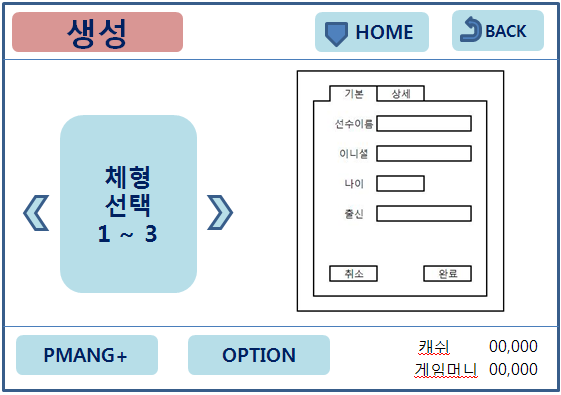 생성
HOME
BACK
기본
상세
선수이름
이니셜
나이
출신
취소
완료
체형
선택
1 ~ 3
PMANG+
OPTION
캐쉬 00,000
게임머니 00,000